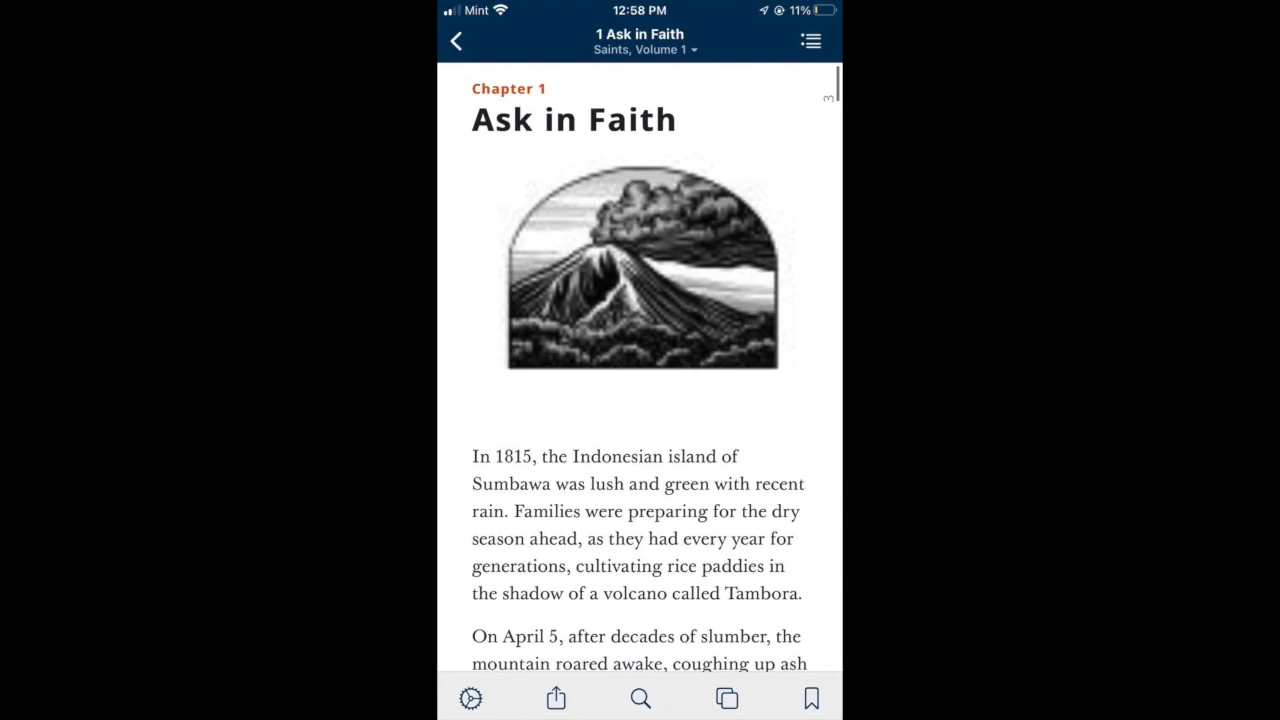 Mint 12:58 PM 11%
1 Ask in Faith
Saints, Volume 1
3
Chapter 1
Ask in Faith
In 1815, the Indonesian island of
Sumbawa was lush and green with recent
rain. Families were preparing for the dry
season ahead, as they had every year for
generations, cultivating rice paddies in
the shadow of a volcano called Tambora.
On April 5, after decades of slumber, the
mountain roared awake, coughing up ash